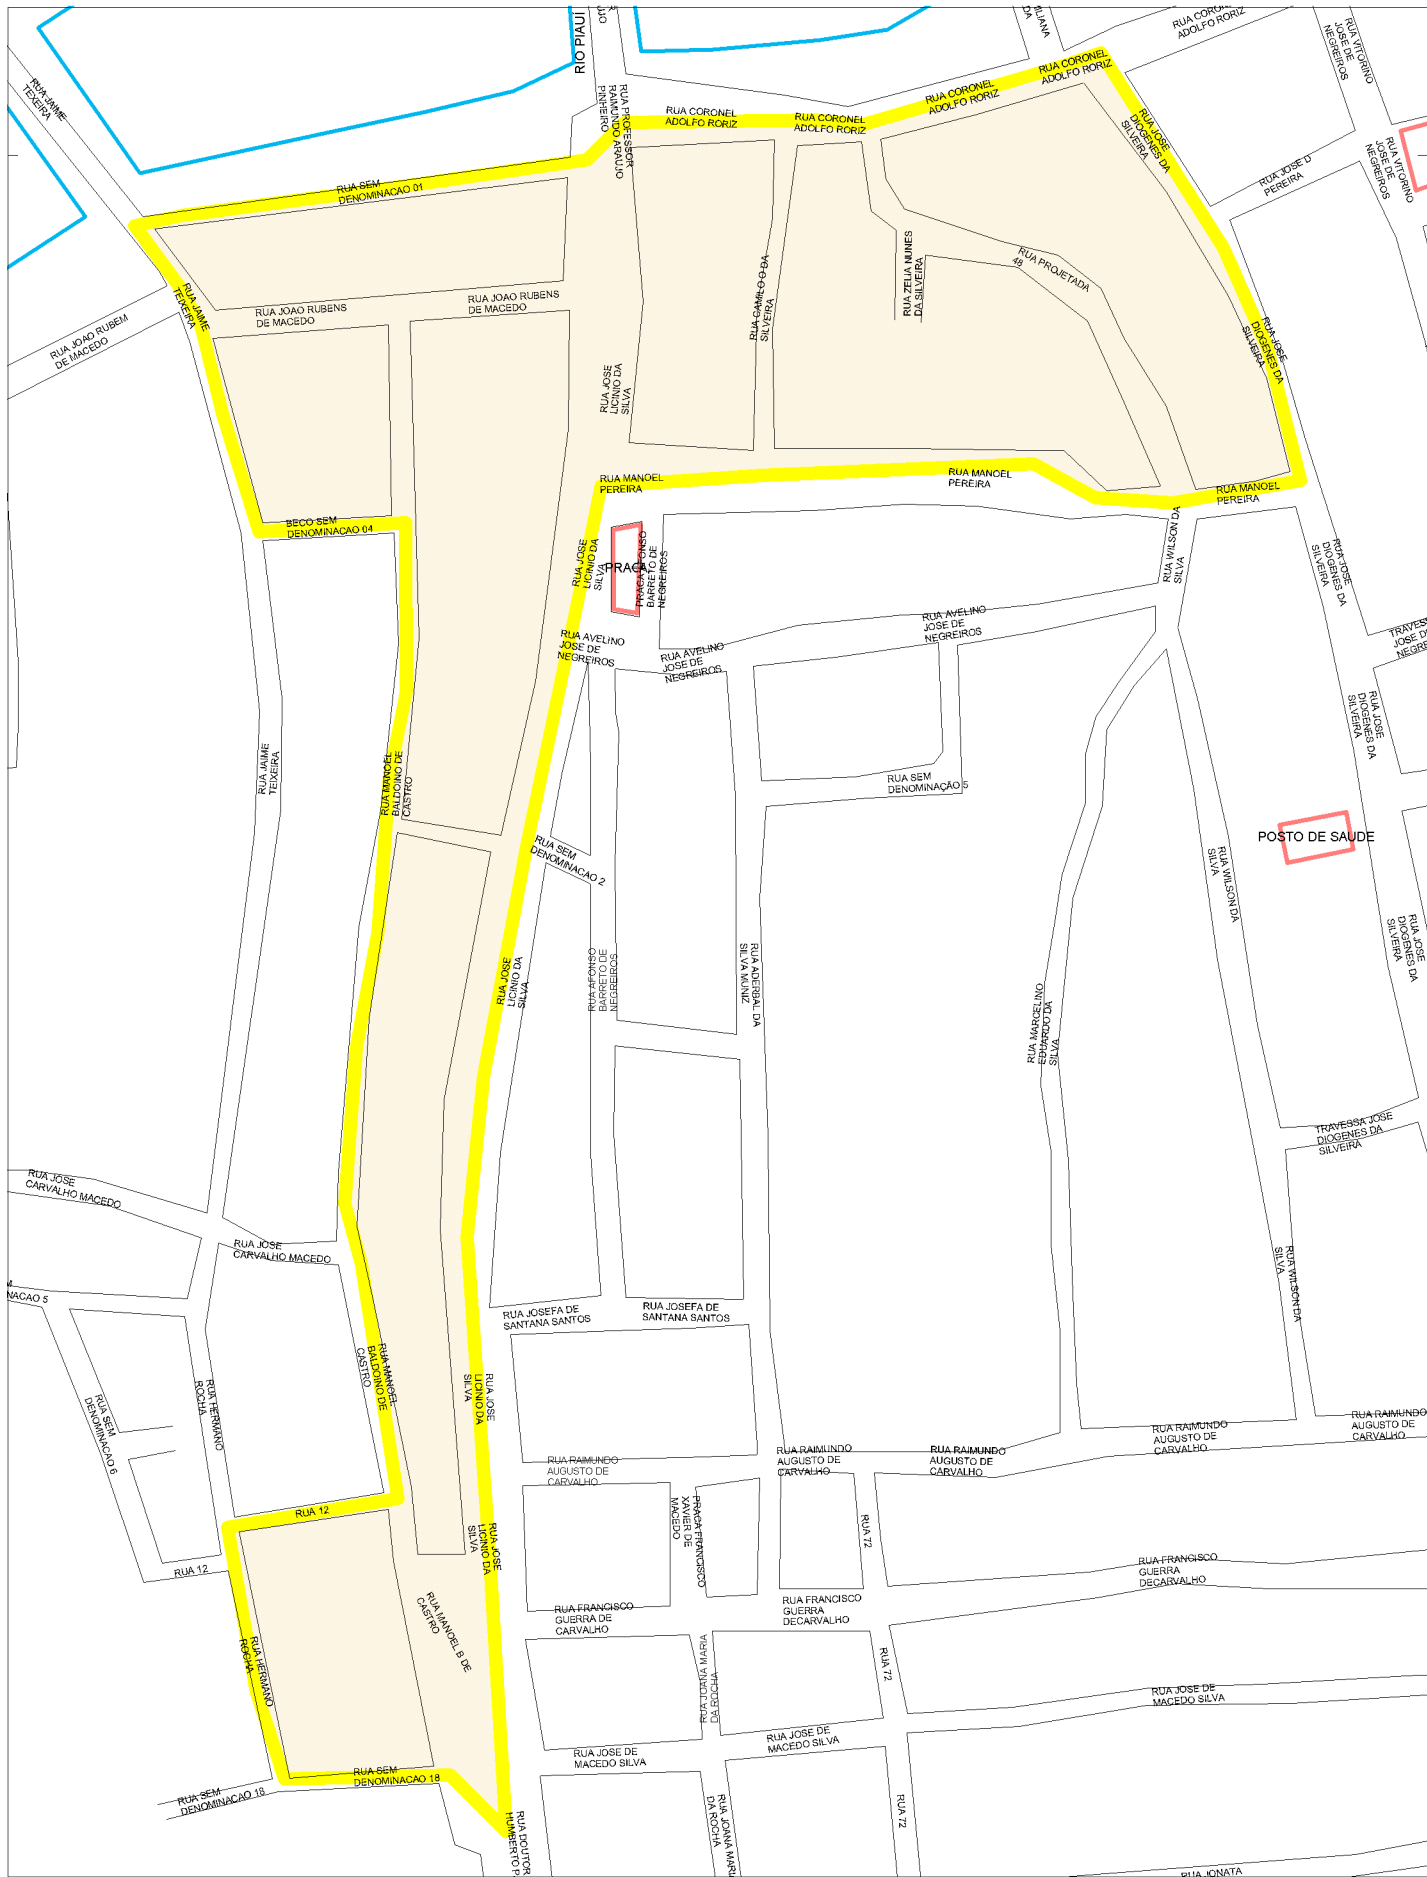 RIO PIAUÍ
RUA CORONEL
ADOLFO RORIZ
RUA VITORINO
JOSE DE
NEGREIROS
RUA JAIME
TEXEIRA
RUA PROFESSOR
RAIMUNDO ARAUJO
PINHEIRO
RUA CORONEL
ADOLFO RORIZ
RUA CORONEL
ADOLFO RORIZ
RUA CORONEL
ADOLFO RORIZ
RUA CORONEL
ADOLFO RORIZ
RUA JOSE
DIOGENES DA
SILVEIRA
RUA JOSE D
PEREIRA
RUA VITORINO
JOSE DE
NEGREIROS
RUA SEM
DENOMINACAO 01
RUA JAIME
TEIXEIRA
RUA JOAO RUBENS
DE MACEDO
RUA JOAO RUBENS
DE MACEDO
RUA JOAO RUBEM
DE MACEDO
RUA CAMILO O DA
SILVEIRA
RUA ZELIA NUNES
DA SILVEIRA
RUA PROJETADA
48
RUA JOSE
DIOGENES DA
SILVEIRA
RUA JOSE
LICINIO DA
SILVA
RUA MANOEL
PEREIRA
RUA MANOEL
PEREIRA
RUA MANOEL
PEREIRA
BECO SEM
DENOMINACAO 04
RUA JOSE
LICINIO DA
SILVA
PRACA
PRACA AFONSO
BARRETO DE
NEGREIROS
RUA WILSON DA
SILVA
RUA JOSE
DIOGENES DA
SILVEIRA
RUA AVELINO
JOSE DE
NEGREIROS
RUA AVELINO
JOSE DE
NEGREIROS
RUA AVELINO
JOSE DE
NEGREIROS
RUA JAIME
TEIXEIRA
RUA MANOEL
BALDOINO DE
CASTRO
RUA SEM
DENOMINAÇÃO 5
RUA JOSE
DIOGENES DA
SILVEIRA
RUA SEM
DENOMINACAO 2
POSTO DE SAUDE
RUA WILSON DA
SILVA
RUA JOSE
LICINIO DA
SILVA
RUA AFONSO
BARRETO DE
NEGREIROS
RUA ADERBAL DA
SILVA MUNIZ
RUA MARCELINO
EDUARDO DA
SILVA
RUA JOSE
DIOGENES DA
SILVEIRA
TRAVESSA JOSE
DIOGENES DA
SILVEIRA
RUA JOSE
CARVALHO MACEDO
RUA JOSE
CARVALHO MACEDO
NACAO 5
RUA WILSON DA
SILVA
RUA JOSEFA DE
SANTANA SANTOS
RUA JOSEFA DE
SANTANA SANTOS
RUA MANOEL
BALDOINO DE
CASTRO
RUA JOSE
LICINIO DA
SILVA
RUA HERMANO
ROCHA
RUA SEM
DENOMINACAO 6
RUA RAIMUNDO
AUGUSTO DE
CARVALHO
RUA RAIMUNDO
AUGUSTO DE
CARVALHO
RUA RAIMUNDO
AUGUSTO DE
CARVALHO
RUA RAIMUNDO
AUGUSTO DE
CARVALHO
RUA RAIMUNDO
AUGUSTO DE
CARVALHO
RUA 12
RUA 12
RUA JOSE
LICINIO DA
SILVA
PRACA FRANCISCO
XAVIER DE
MACEDO
RUA 72
RUA FRANCISCO
GUERRA DE
CARVALHO
RUA FRANCISCO
GUERRA
DECARVALHO
RUA FRANCISCO
GUERRA
DECARVALHO
RUA MANOEL B DE
CASTRO
RUA HERMANO
ROCHA
RUA JOANA MARIA
DA ROCHA
RUA 72
RUA JOSE DE
MACEDO SILVA
RUA JOSE DE
MACEDO SILVA
RUA JOSE DE
MACEDO SILVA
RUA SEM
DENOMINACAO 18
RUA SEM
DENOMINACAO 18
RUA DOUTOR
HUMBERTO P.
RUA JOANA MARI
DA ROCHA
RUA 72
RUA JONATA